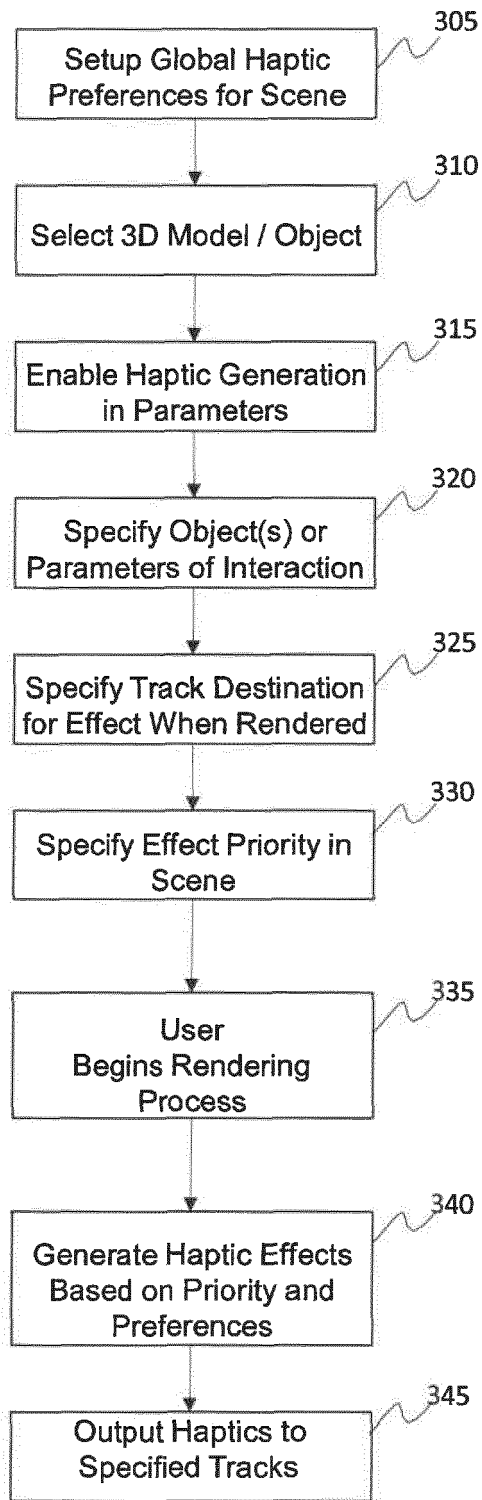 305
Setup Global Haptic
Preferences for Scene
310
Select 3D Model / Object
315
Enable Haptic Generation
in Parameters
320
Specify Object(s) or
Parameters of Interaction
325
Specify Track Destination
for Effect When Rendered
330
Specify Effect Priority in
Scene
335
User
Begins Rendering
Process
340
Generate Haptic Effects
Based on Priority and
Preferences
345
Output Haptics to
Specified Tracks